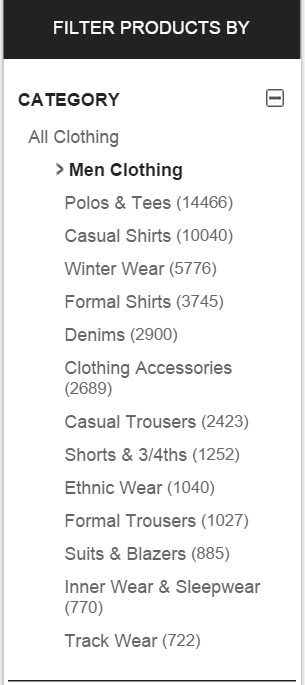 FILTER PRODUCTS BY
CATEGORY
All Clothing
Men Clothing
Polos & Tees (14466)
Casual Shirts (10040)
Winter Wear (5776)
Formal Shirts (3745)
Denims (2900)
Clothing Accessories
(2689)
Casual Trousers (2423)
Shorts & 3/4ths (1252)
Ethnic Wear (1040)
Formal Trousers (1027)
Suits & Blazers (885)
Inner Wear & Sleepwear
(770)
Track Wear (722)